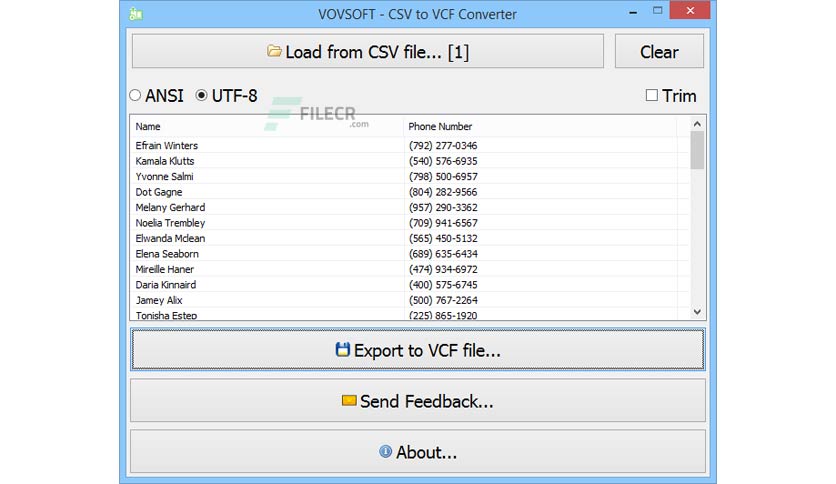 VOVSOFT - CSV to VCF Converter
Load from CSV file... [1]
Clear
ANSI UTF-8 Trim
FILECR
.com
Name Phone Number
Efrain Winters (792) 277-0346
Kamala Klutts (540) 576-6935
Yvonne Salmi (798) 500-6957
Dot Gagne (804) 282-9566
Melany Gerhard (957) 290-3362
Noelia Trembley (709) 941-6567
Elwanda Mclean (565) 450-5132
Elena Seaborn (689) 635-6434
Mireille Haner (474) 934-6972
Daria Kinnaird (400) 575-6745
Jamey Alix (500) 767-2264
Tonisha Estep (225) 865-1920
Export to VCF file...
Send Feedback...
About...